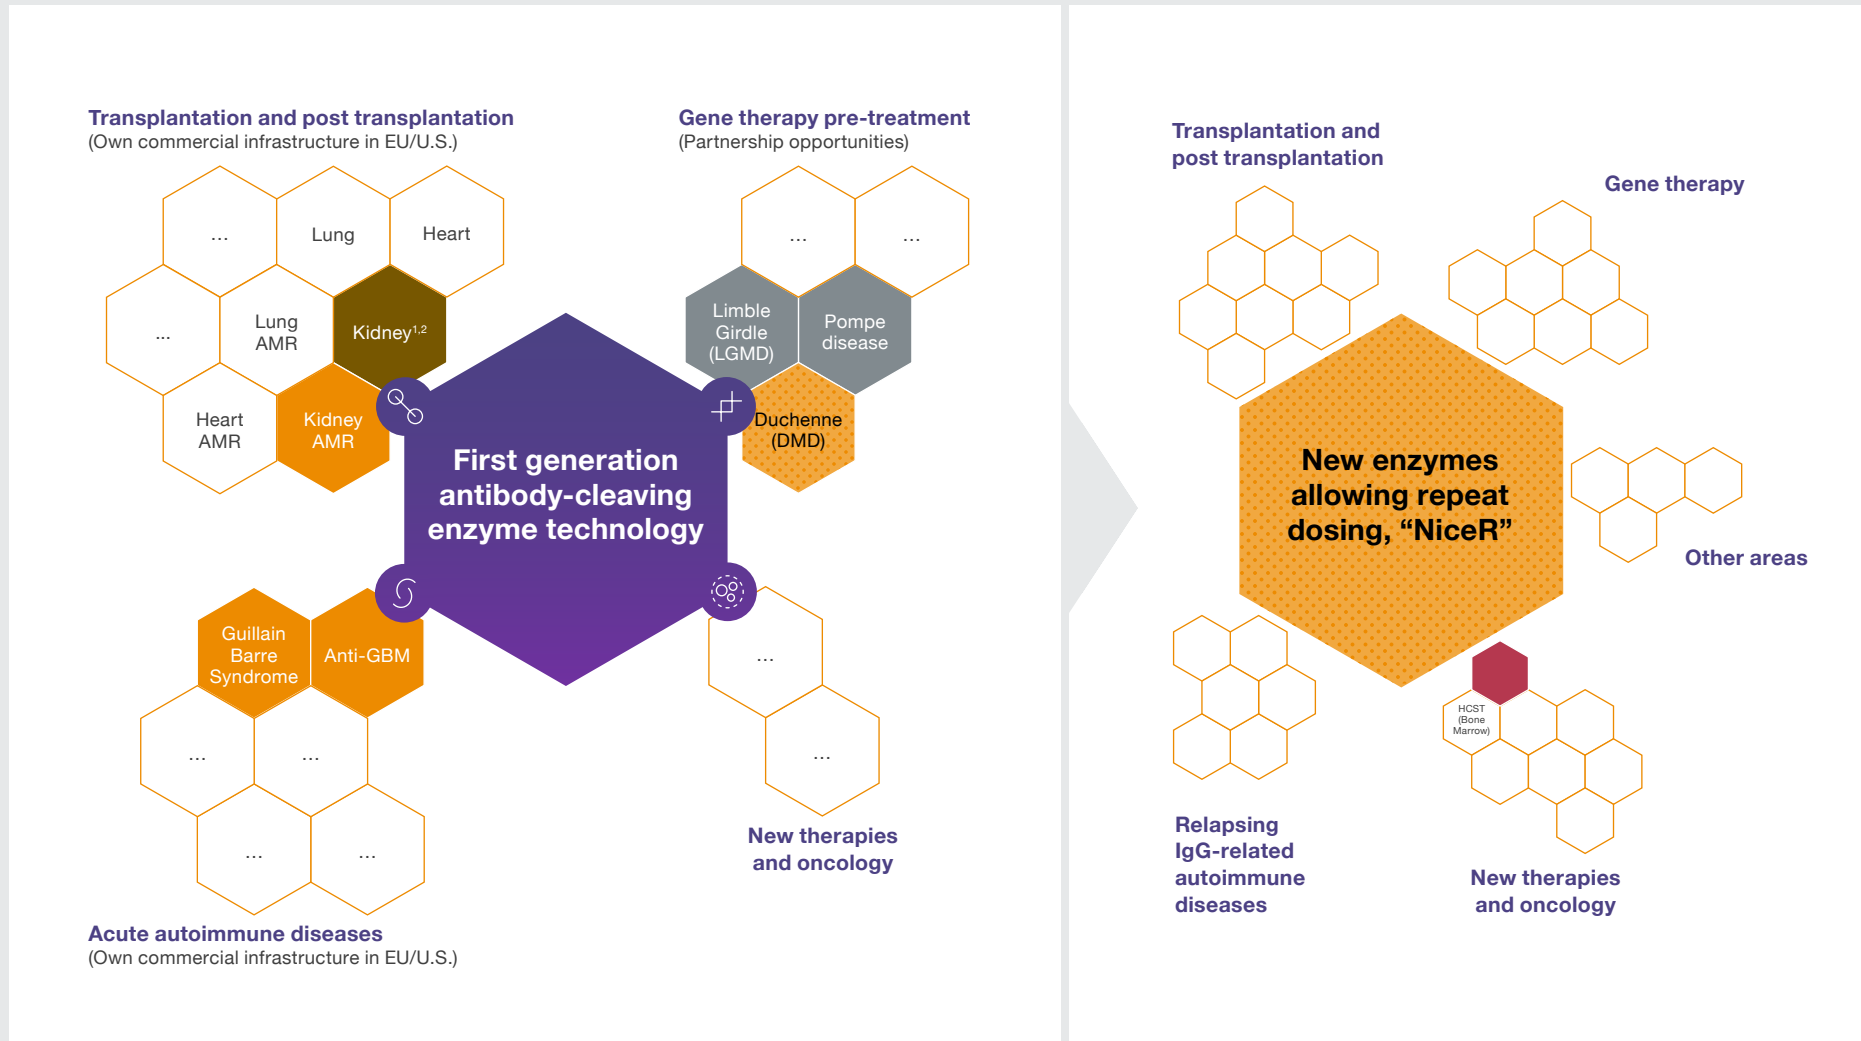 Transplantation and post transplantation
(Own commercial infrastructure in EU/U.S.)
...
Lung
Heart
...
Lung
AMR
Kidney1,2
Heart
AMR
Kidney
AMR
Gene therapy pre-treatment
(Partnership opportunities)
...
...
Limble
Girdle
(LGMD)
Pompe
disease
Duchenne
(DMD)
First generation
antibody-cleaving
enzyme technology
Guillain
Barre
Syndrome
Anti-GBM
...
...
...
...
Acute autoimmune diseases
(Own commercial infrastructure in EU/U.S.)
...
...
New therapies
and oncology
Transplantation and
post transplantation
Gene therapy
New enzymes
allowing repeat
dosing, “NiceR”
Other areas
Relapsing
IgG-related
autoimmune
diseases
HCST
(Bone
Marrow)
New therapies
and oncology